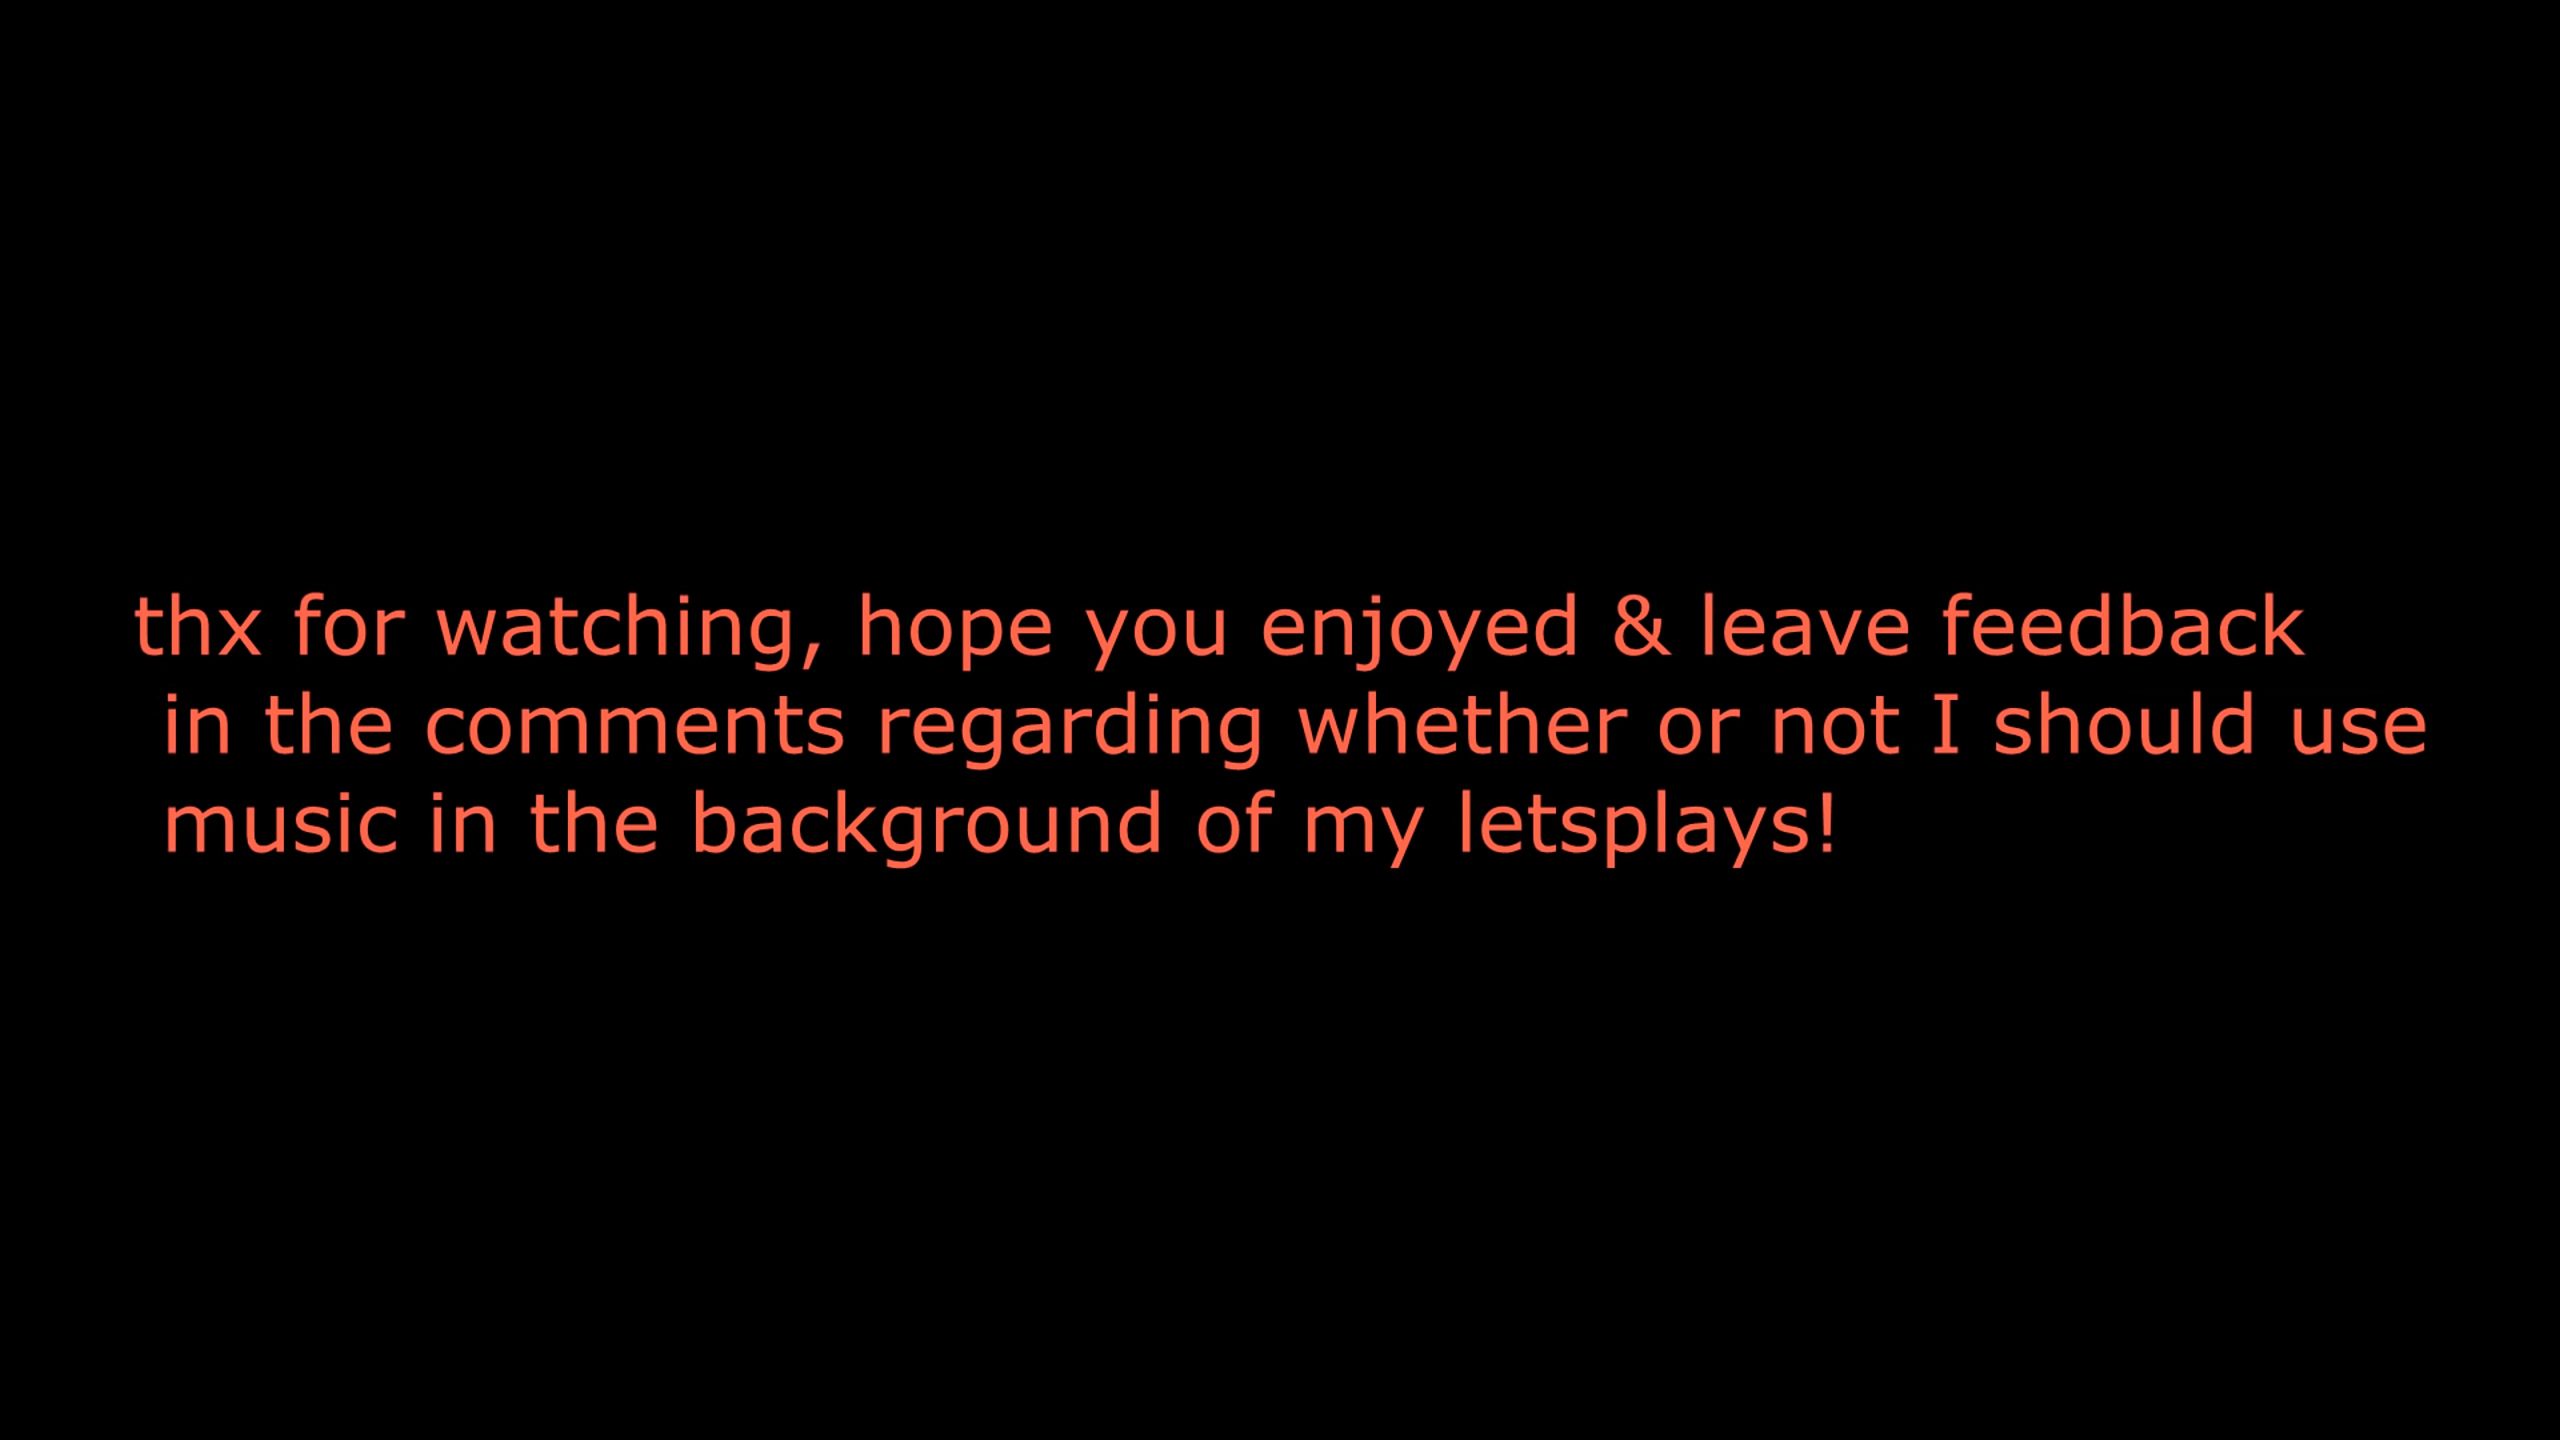 thx for watching, hope you enjoyed & leave feedback
in the comments regarding whether or not I should use
music in the background of my letsplays!